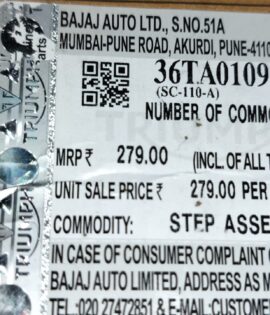 BAJAJ AUTO LTD., S.NO.51A
MUMBAI-PUNE ROAD, AKURDI, PUNE-4110
36TA0109
(SC-110-A)
NUMBER OF COMMO
MRP ₹ 279.00 (INCL. OF ALL T
UNIT SALE PRICE ₹ 279.00 PER
COMMODITY: STEP ASSE
IN CASE OF CONSUMER COMPLAINT
BAJAJ AUTO LIMITED, ADDRESS AS M
TEL :020 27472851 & E-MAIL:CUSTOME
TRIUMPH
TRIUMPH